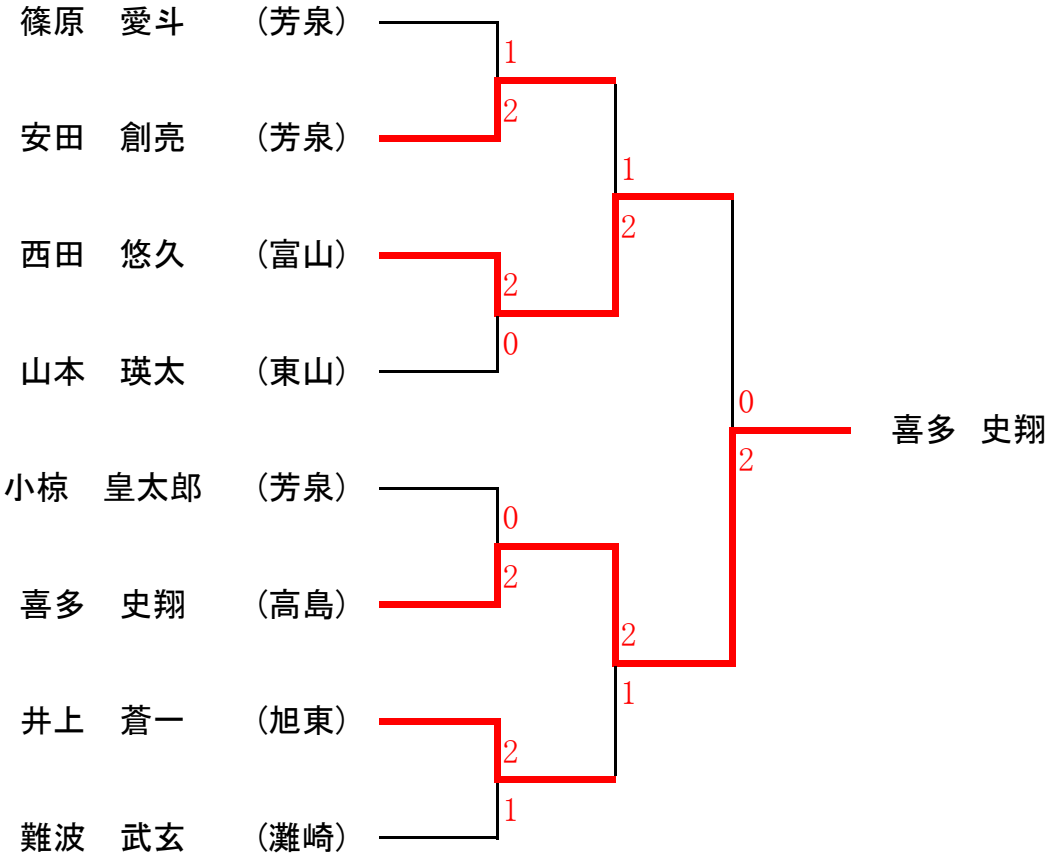 篠原　愛斗　（芳泉）
1
2
安田　創亮　（芳泉）
1
2
西田　悠久　（富山）
2
0
山本　瑛太　（東山）
0
喜多　史翔
2
小椋　皇太郎　（芳泉）
0
2
喜多　史翔　（高島）
2
1
井上　蒼一　（旭東）
2
1
難波　武玄　（灘崎）